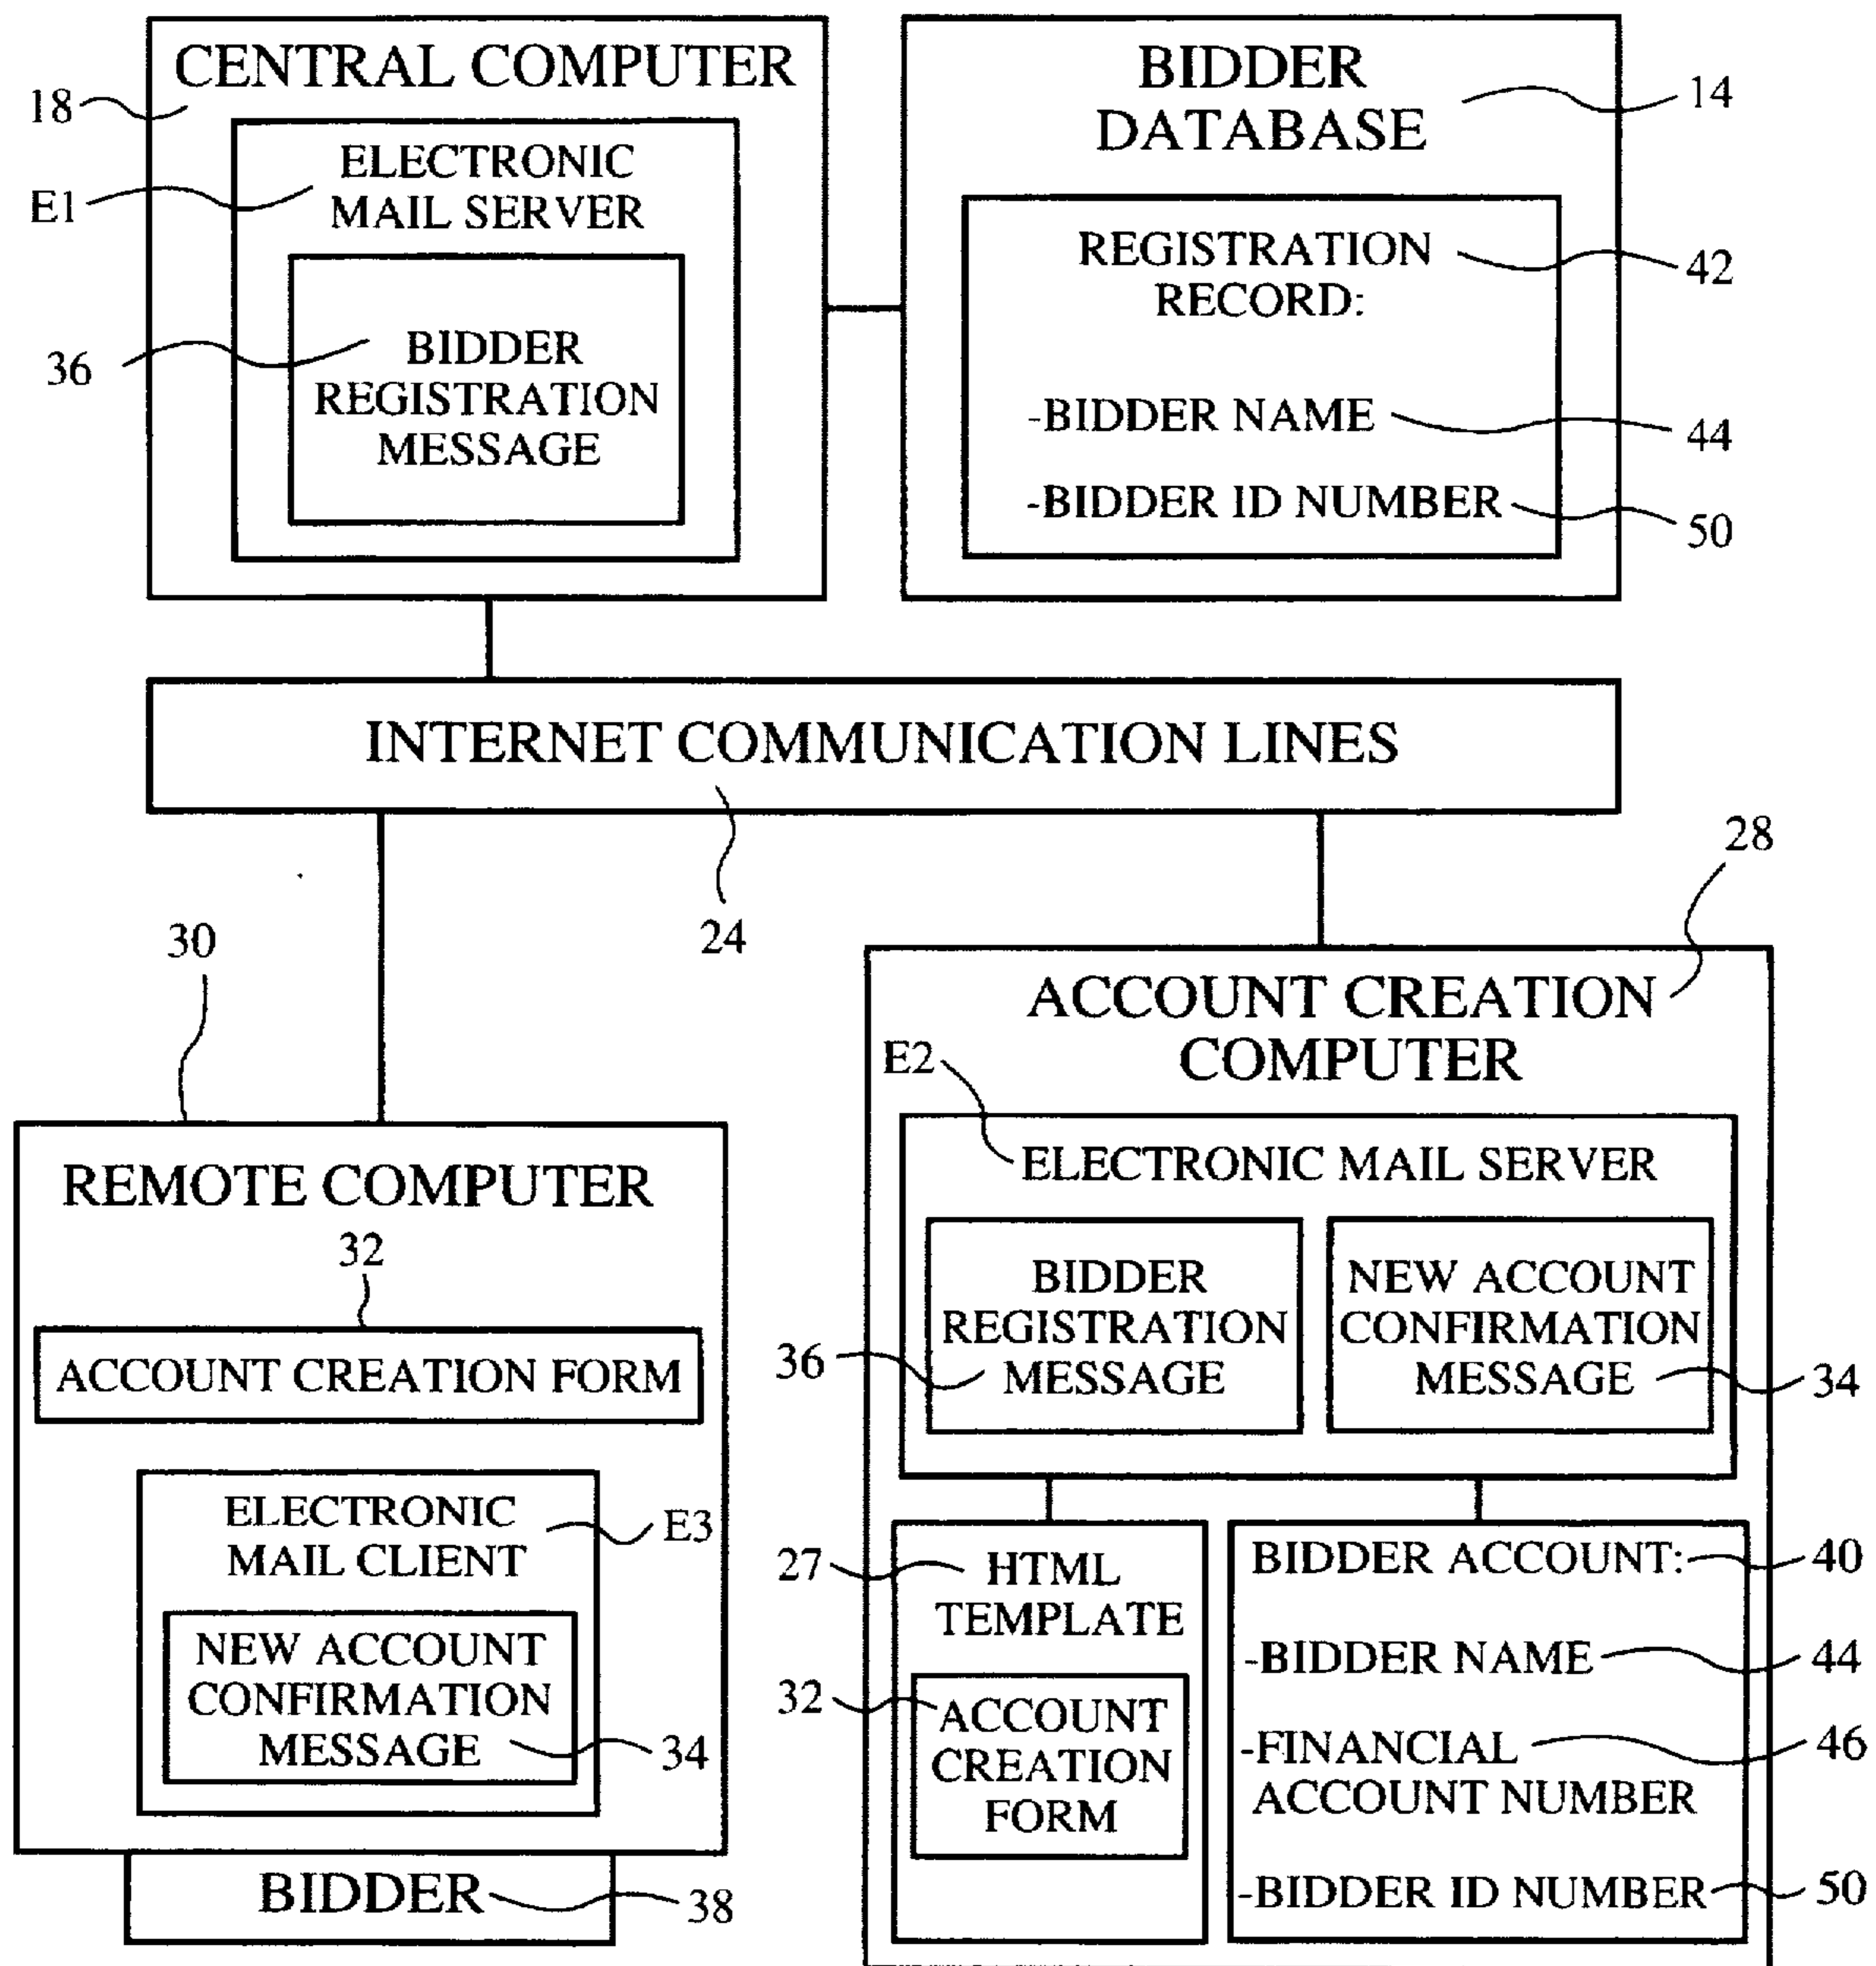 CENTRAL COMPUTER
18
ELECTRONIC
MAIL SERVER
E1
BIDDER
REGISTRATION
MESSAGE
36
BIDDER
DATABASE
14
REGISTRATION
RECORD:
42
-BIDDER NAME
44
-BIDDER ID NUMBER
50
INTERNET COMMUNICATION LINES
24
30
REMOTE COMPUTER
32
ACCOUNT CREATION FORM
ELECTRONIC
MAIL CLIENT
E3
NEW ACCOUNT
CONFIRMATION
MESSAGE
34
BIDDER
38
28
ACCOUNT CREATION
COMPUTER
E2
ELECTRONIC MAIL SERVER
BIDDER
REGISTRATION
MESSAGE
36
NEW ACCOUNT
CONFIRMATION
MESSAGE
34
27
HTML
TEMPLATE
32
ACCOUNT
CREATION
FORM
BIDDER ACCOUNT:
40
-BIDDER NAME
44
-FINANCIAL
ACCOUNT NUMBER
46
-BIDDER ID NUMBER
50